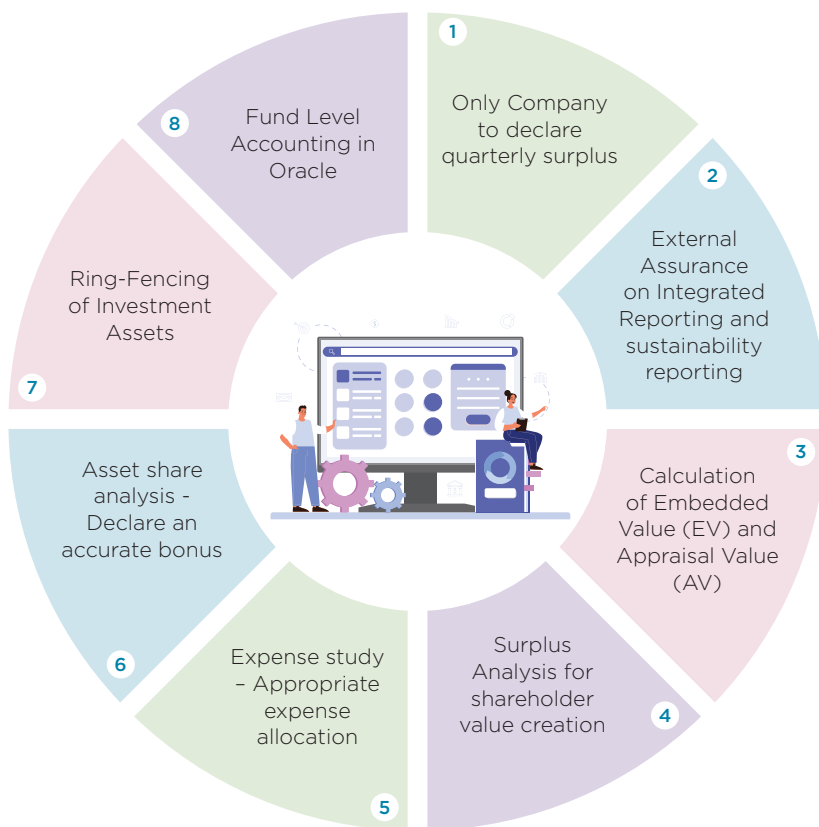 1
Only Company
to declare
quarterly surplus
2
External
Assurance
on Integrated
Reporting and
sustainability
reporting
3
Calculation
of Embedded
Value (EV) and
Appraisal Value
(AV)
4
Surplus
Analysis for
shareholder
value creation
5
Expense study
– Appropriate
expense
allocation
6
Asset share
analysis -
Declare an
accurate bonus
7
Ring-Fencing
of Investment
Assets
8
Fund Level
Accounting in
Oracle